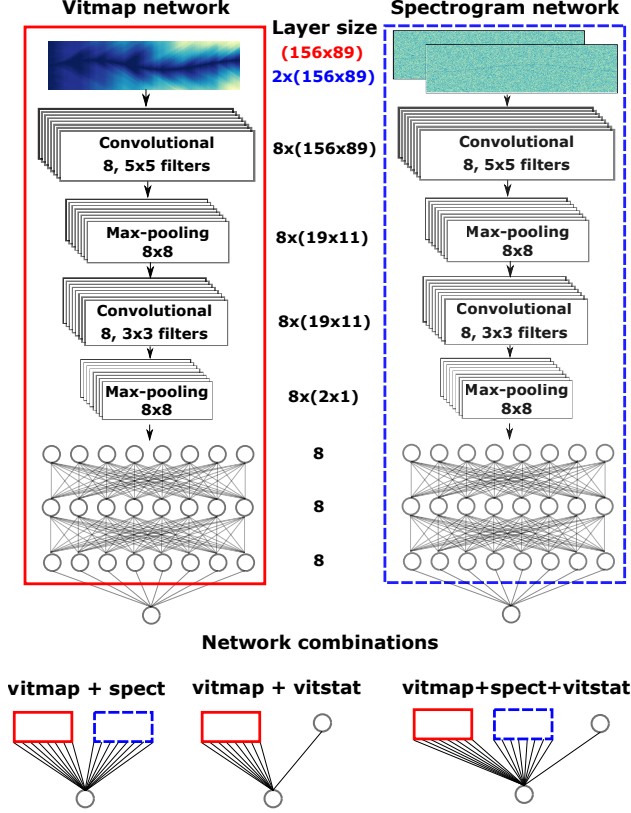 Vitmap network
Layer size
Spectrogram network
(156x89)
2x(156x89)
Convolutional
8, 5x5 filters
8x(156x89)
Convolutional
8, 5x5 filters
Max-pooling
8x8
8x(19x11)
Max-pooling
8x8
Convolutional
8, 3x3 filters
8x(19x11)
Convolutional
8, 3x3 filters
Max-pooling
8x8
8x(2x1)
Max-pooling
8x8
8
8
8
Network combinations
vitmap + spect
vitmap + vitstat
vitmap+spect+vitstat